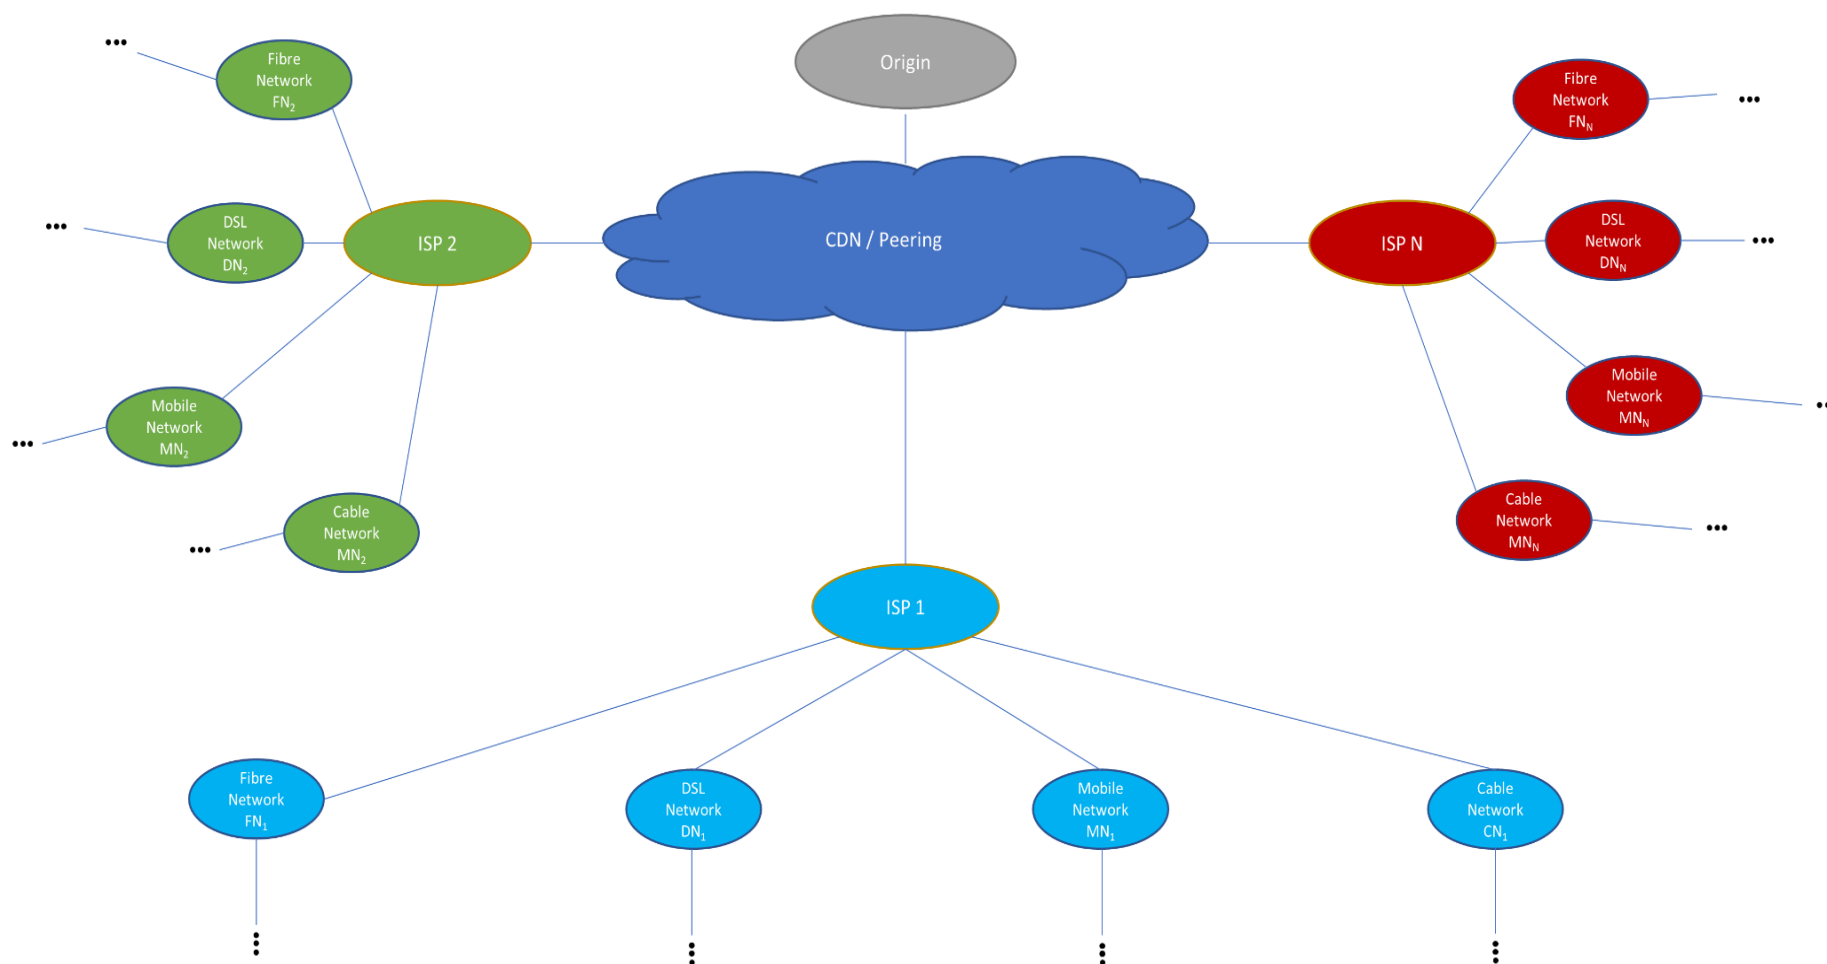 Origin
CDN / Peering
Fibre
Network
FN₂
DSL
Network
DN₂
ISP 2
Mobile
Network
MN₂
Cable
Network
MN₂
Fibre
Network
FNN
ISP N
DSL
Network
DNN
Mobile
Network
MNN
Cable
Network
MNN
ISP 1
Fibre
Network
FN₁
DSL
Network
DN₁
Mobile
Network
MN₁
Cable
Network
CN₁